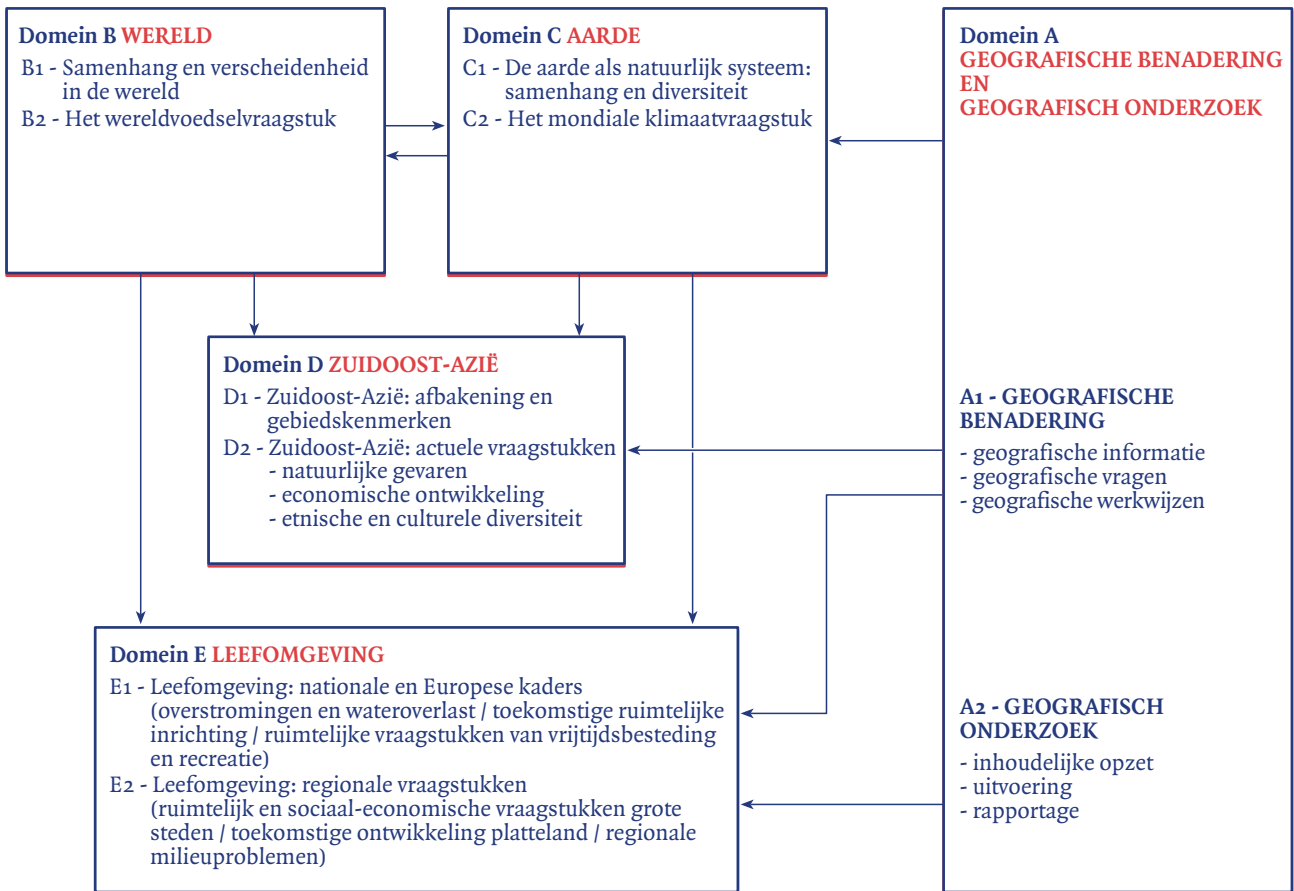 Domein B WERELD
B1 - Samenhang en verscheidenheid
in de wereld
B2 - Het wereldvoedselvraagstuk
Domein C AARDE
C1 - De aarde als natuurlijk systeem:
samenhang en diversiteit
C2 - Het mondiale klimaatvraagstuk
Domein A
GEOGRAFISCHE BENADERING
EN
GEOGRAFISCH ONDERZOEK
Domein D ZUIDOOST-AZIË
D1 - Zuidoost-Azië: afbakening en
gebiedskenmerken
D2 - Zuidoost-Azië: actuele vraagstukken
- natuurlijke gevaren
- economische ontwikkeling
- etnische en culturele diversiteit
A1 - GEOGRAFISCHE
BENADERING
- geografische informatie
- geografische vragen
- geografische werkwijzen
Domein E LEEFOMGEVING
E1 - Leefomgeving: nationale en Europese kaders
(overstromingen en wateroverlast / toekomstige ruimtelijke
inrichting / ruimtelijke vraagstukken van vrijtijdsbesteding
en recreatie)
E2 - Leefomgeving: regionale vraagstukken
(ruimtelijk en sociaal-economische vraagstukken grote
steden / toekomstige ontwikkeling platteland / regionale
milieuproblemen)
A2 - GEOGRAFISCH
ONDERZOEK
- inhoudelijke opzet
- uitvoering
- rapportage